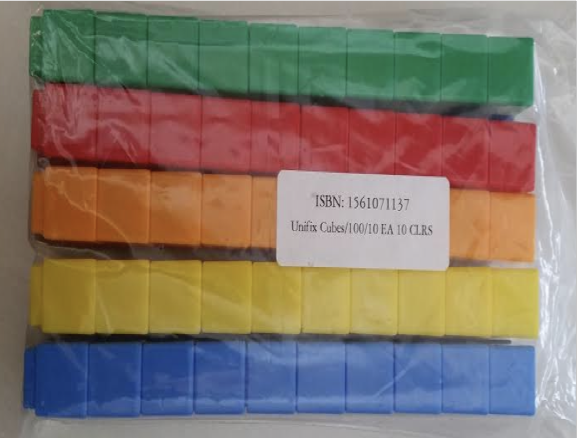 ISBN: 1561071137
Unifix Cubes/100/10 EA 10 CLRS